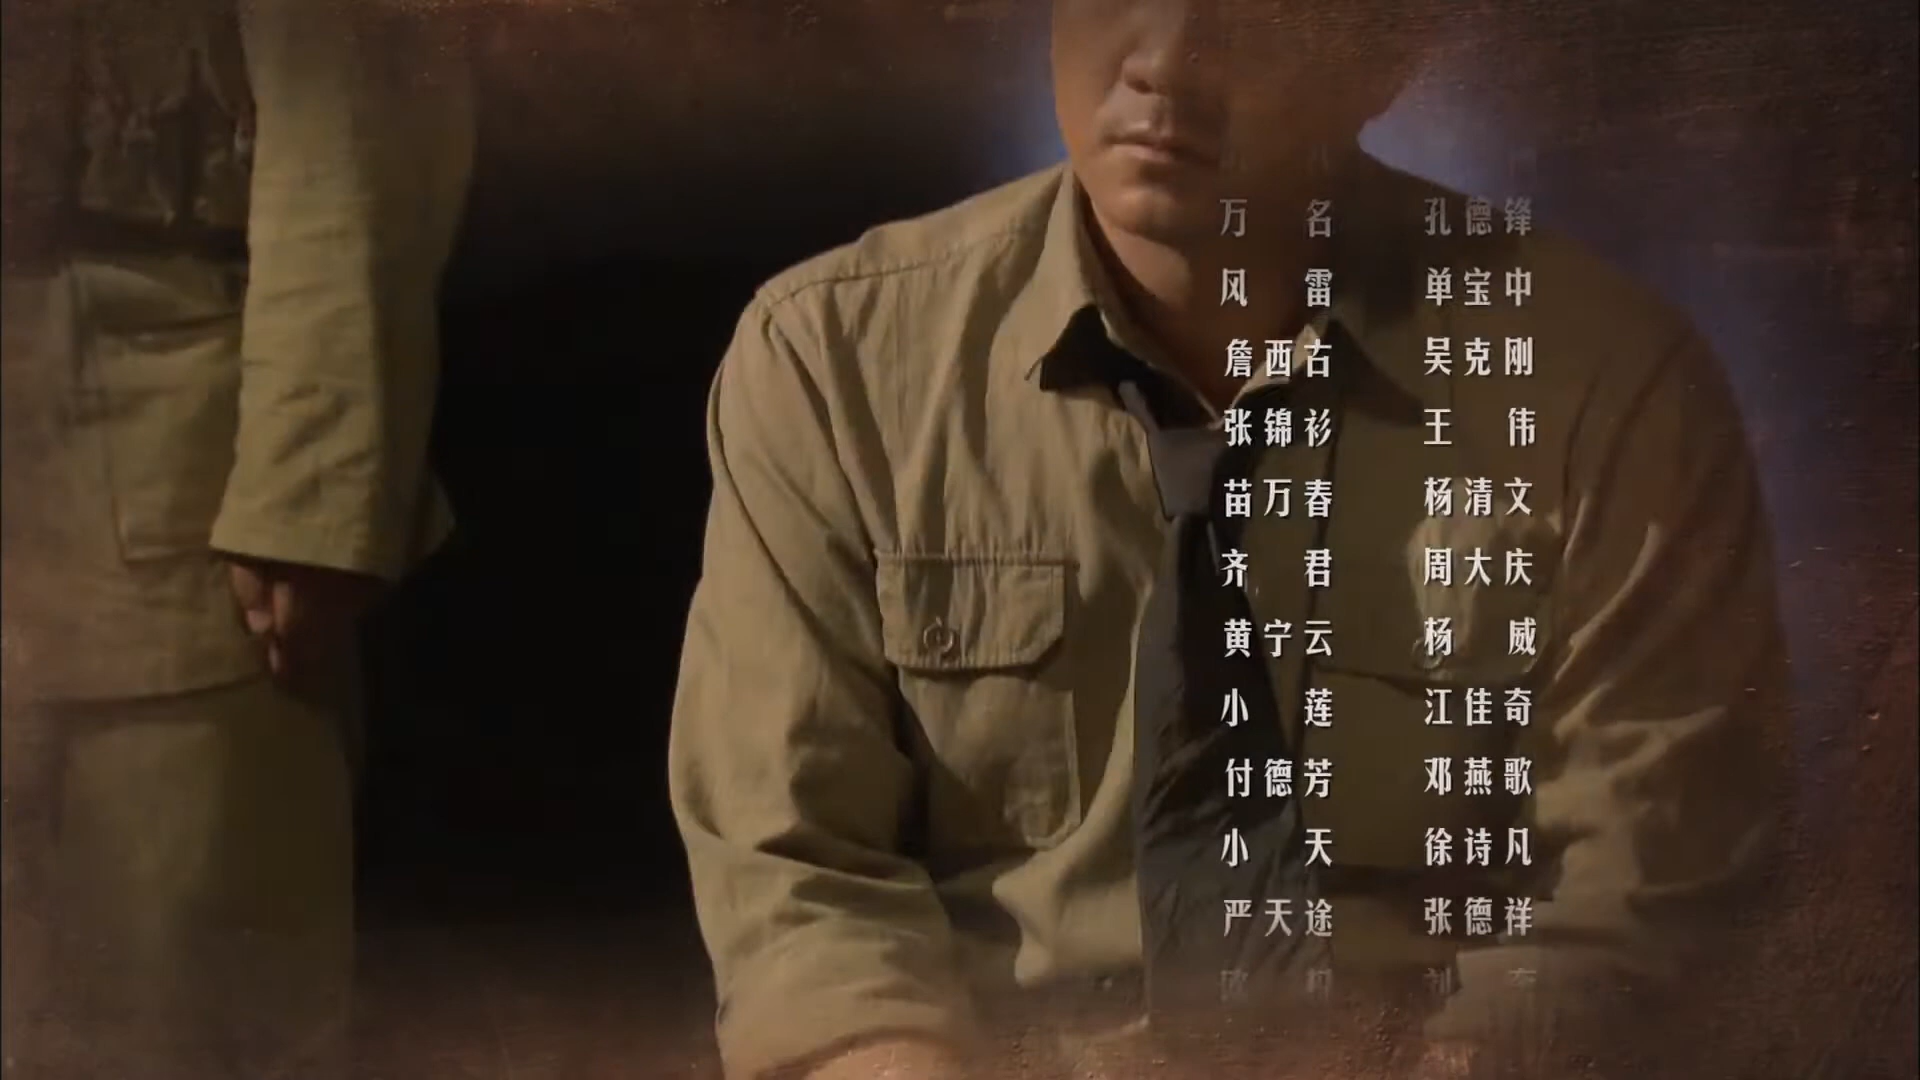 万名 孔德锋
风雷 单宝中
詹西古 吴克刚
张锦衫 王伟
苗万春 杨清文
齐君 周大庆
黄宁云 杨威
小莲 江佳奇
付德芳 邓燕歌
小天 徐诗凡
严天途 张德祥